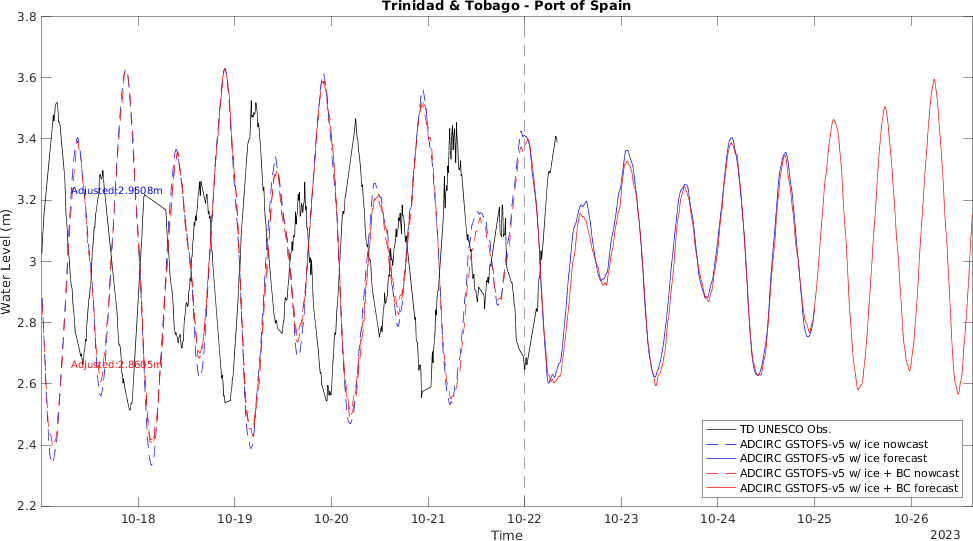 Trinidad & Tobago - Port of Spain
3.8
3.6
3.4
3.2
3
2.8
2.6
2.4
2.2
Water Level (m)
Adjusted:2.9508m
Adjusted:2.8605m
TD UNESCO Obs.
ADCIRC GSTOFS-v5 w/ ice nowcast
ADCIRC GSTOFS-v5 w/ ice forecast
ADCIRC GSTOFS-v5 w/ ice + BC nowcast
ADCIRC GSTOFS-v5 w/ ice + BC forecast
10-18 10-19 10-20 10-21 10-22 10-23 10-24 10-25 10-26
Time
2023